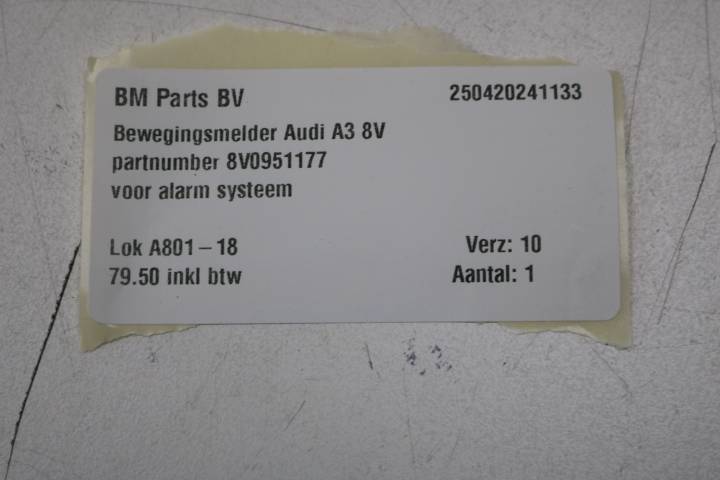 BM Parts BV 250420241133
Bewegingsmelder Audi A3 8V
partnumber 8V0951177
voor alarm systeem
Lok A801-18 Verz: 10
79.50 inkl btw Aantal: 1